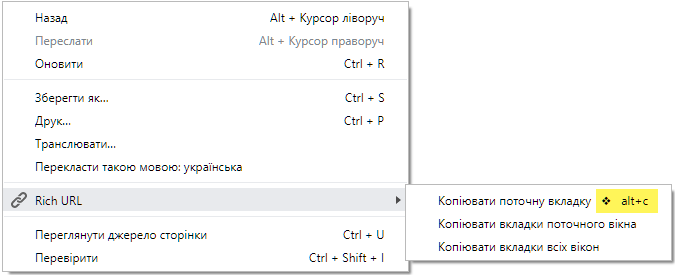 Назад Alt + Курсор ліворуч
Переслати Alt + Курсор праворуч
Оновити Ctrl + R
Зберегти як... Ctrl + S
Друк... Ctrl + P
Транслювати...
Перекласти такою мовою: українська
Rich URL
Копіювати поточну вкладку ❖ alt+c
Копіювати вкладки поточного вікна
Копіювати вкладки всіх вікон
Переглянути джерело сторінки Ctrl + U
Перевірити Ctrl + Shift + I